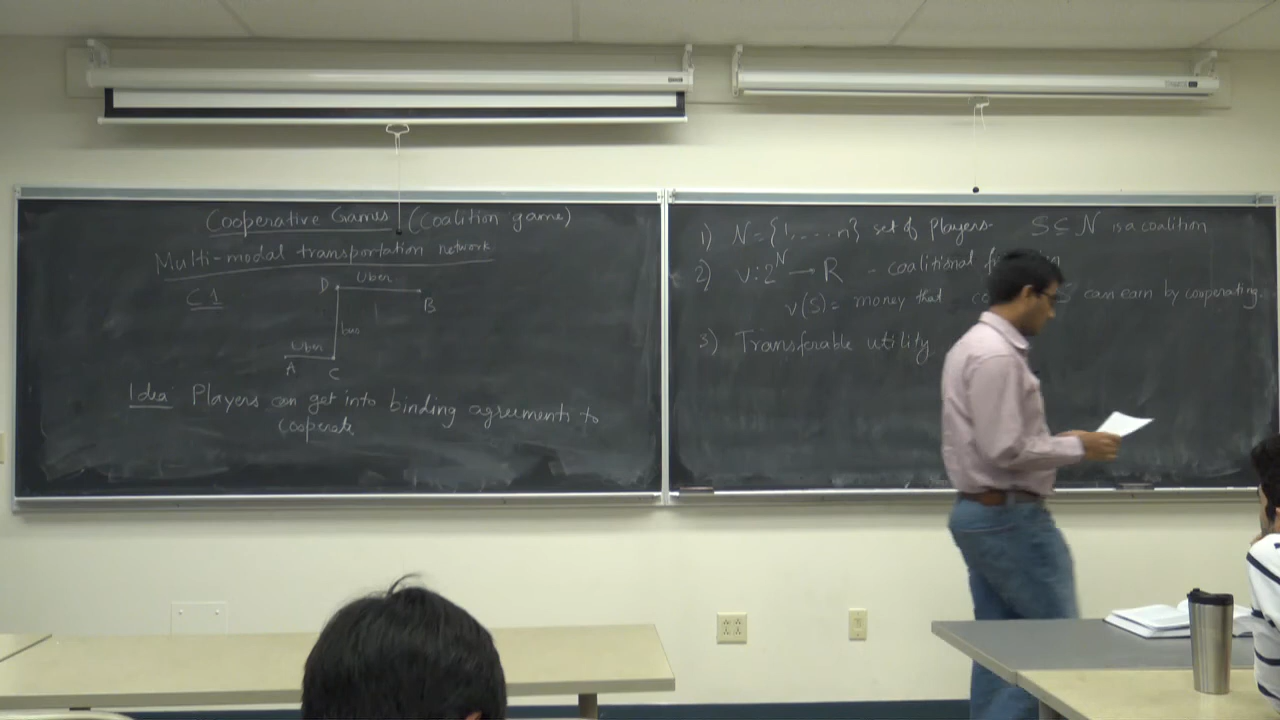 Cooperative Games (Coalition game)
Multi-modal transportation network
C1
D Uber B
bus
Uber
A C
Idea: Players can get into binding agreements to
cooperate
1) N = {1, .... n} set of Players. S ⊆ N is a coalition
2) v: 2^N → R - coalitional
v(S) = money that S can earn by cooperating.
3) Transferable utility